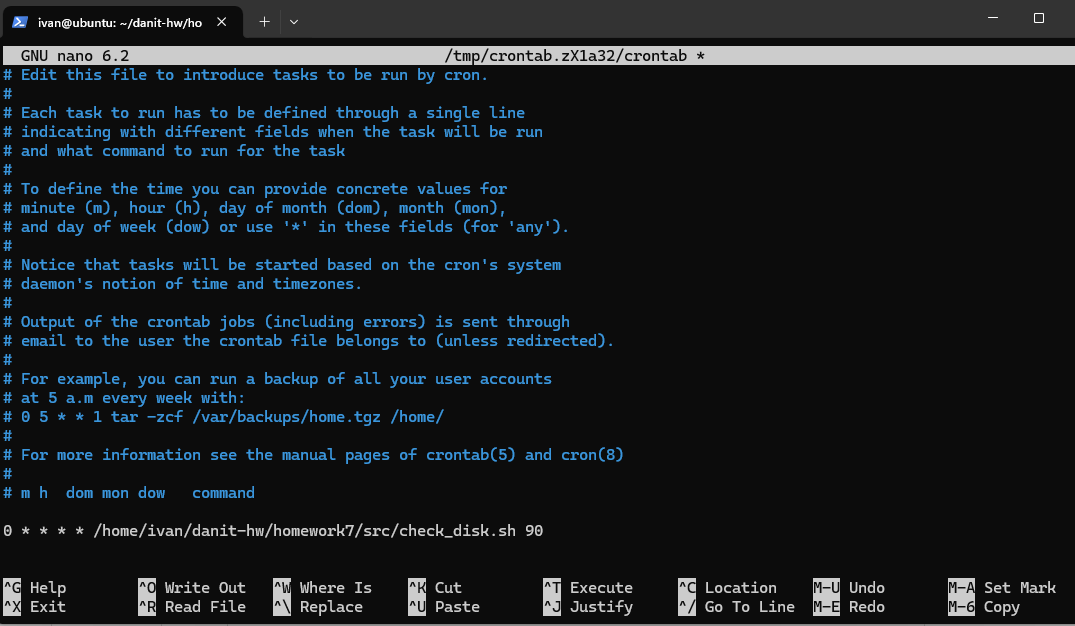 ivan@ubuntu: ~/danit-hw/ho
GNU nano 6.2 /tmp/crontab.zX1a32/crontab *
# Edit this file to introduce tasks to be run by cron.
#
# Each task to run has to be defined through a single line
# indicating with different fields when the task will be run
# and what command to run for the task
#
# To define the time you can provide concrete values for
# minute (m), hour (h), day of month (dom), month (mon),
# and day of week (dow) or use '*' in these fields (for 'any').
#
# Notice that tasks will be started based on the cron's system
# daemon's notion of time and timezones.
#
# Output of the crontab jobs (including errors) is sent through
# email to the user the crontab file belongs to (unless redirected).
#
# For example, you can run a backup of all your user accounts
# at 5 a.m every week with:
# 0 5 * * 1 tar -zcf /var/backups/home.tgz /home/
#
# For more information see the manual pages of crontab(5) and cron(8)
#
# m h  dom mon dow   command
0 * * * * /home/ivan/danit-hw/homework7/src/check_disk.sh 90
^G Help ^O Write Out ^W Where Is ^K Cut ^T Execute ^C Location M-U Undo M-A Set Mark
^X Exit ^R Read File ^\ Replace ^U Paste ^J Justify ^/ Go To Line M-E Redo M-6 Copy